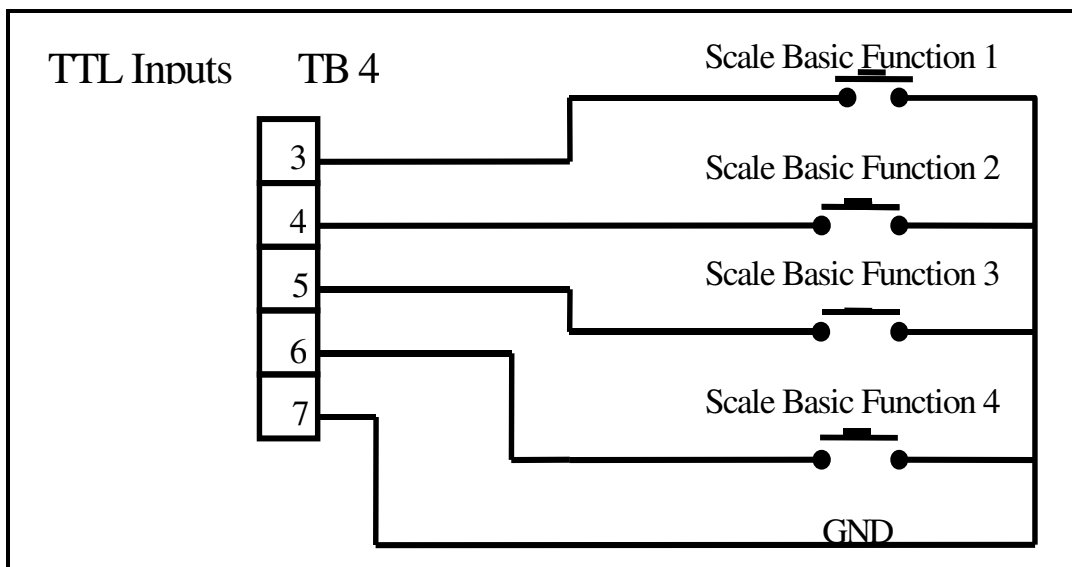 TTL Inputs TB 4
Scale Basic Function 1
3
Scale Basic Function 2
4
Scale Basic Function 3
5
6
Scale Basic Function 4
7
GND